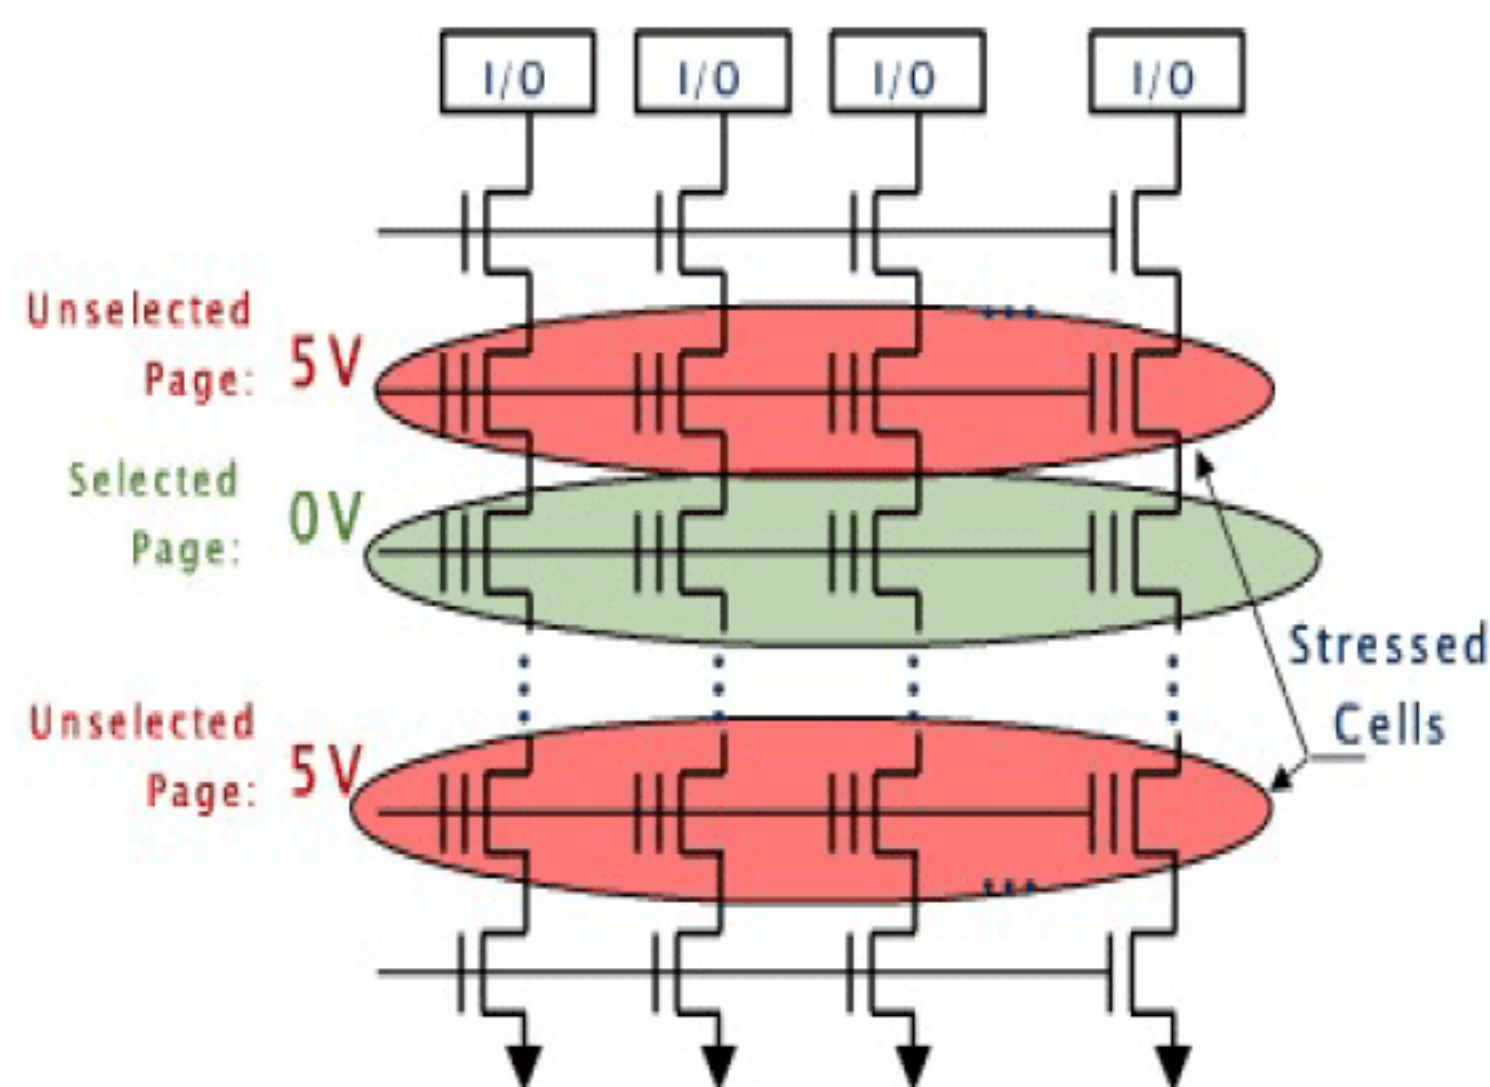 I/O I/O I/O I/O
Unselected
Page: 5V
Selected
Page: 0V
Stressed
Cells
Unselected
Page: 5V